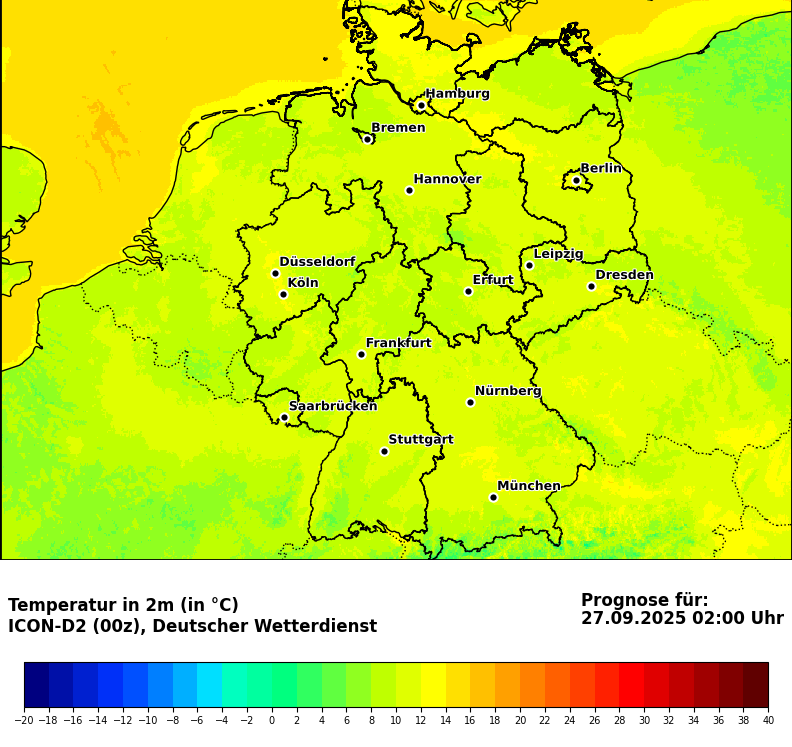 Hamburg
Bremen
Berlin
Hannover
Leipzig
Düsseldorf
Dresden
Köln
Erfurt
Frankfurt
Nürnberg
Saarbrücken
Stuttgart
München
Temperatur in 2m (in °C)
ICON-D2 (00z), Deutscher Wetterdienst
Prognose für:
27.09.2025 02:00 Uhr
−20 −18 −16 −14 −12 −10 −8 −6 −4 −2 0 2 4 6 8 10 12 14 16 18 20 22 24 26 28 30 32 34 36 38 40